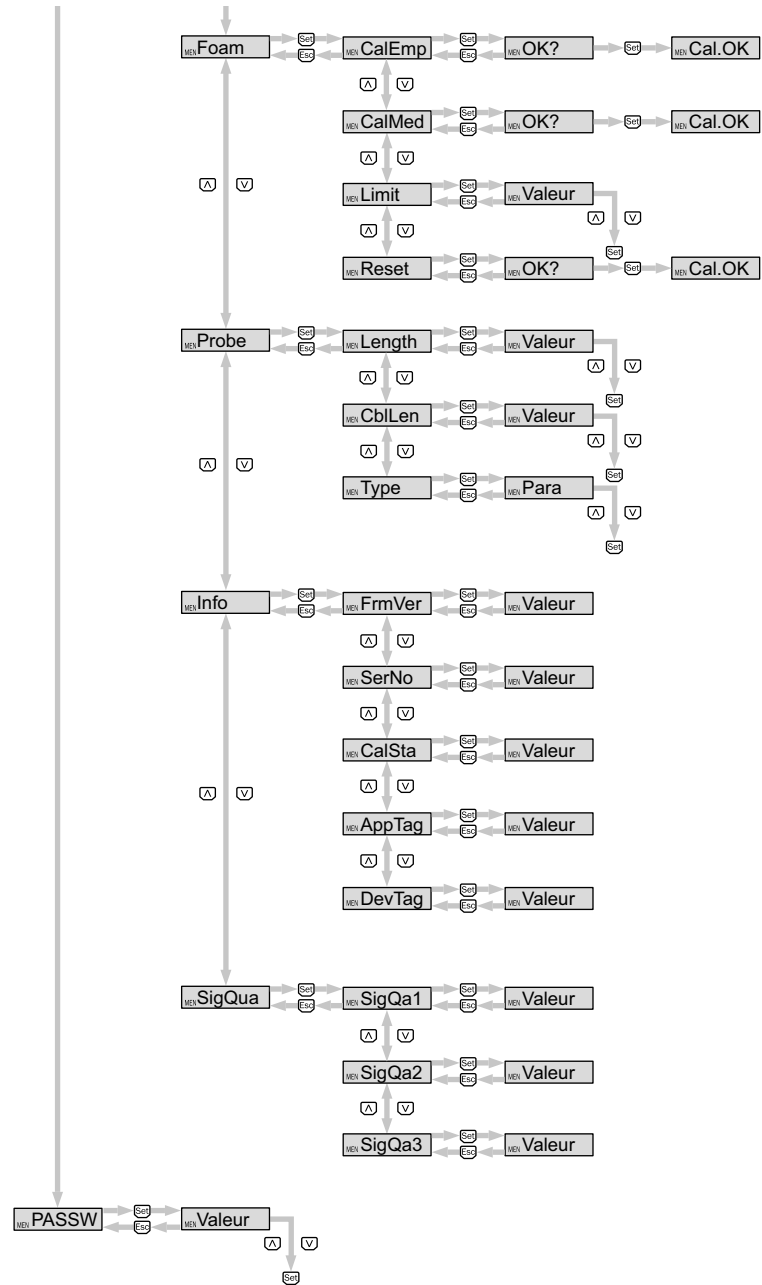 MEN Foam Set Esc MEN CalEmp Set Esc MEN OK? Set MEN Cal.OK
MEN CalMed Set Esc MEN OK? Set MEN Cal.OK
MEN Limit Set Esc MEN Valeur
Set
MEN Reset Set Esc MEN OK? Set MEN Cal.OK
MEN Probe Set Esc MEN Length Set Esc MEN Valeur
Set
MEN CblLen Set Esc MEN Valeur
Set
MEN Type Set Esc MEN Para
Set
MEN Info Set Esc MEN FrmVer Set Esc MEN Valeur
MEN SerNo Set Esc MEN Valeur
MEN CalSta Set Esc MEN Valeur
MEN AppTag Set Esc MEN Valeur
MEN DevTag Set Esc MEN Valeur
MEN SigQua Set Esc MEN SigQa1 Set Esc MEN Valeur
MEN SigQa2 Set Esc MEN Valeur
MEN SigQa3 Set Esc MEN Valeur
MEN PASSW Set Esc MEN Valeur
Set